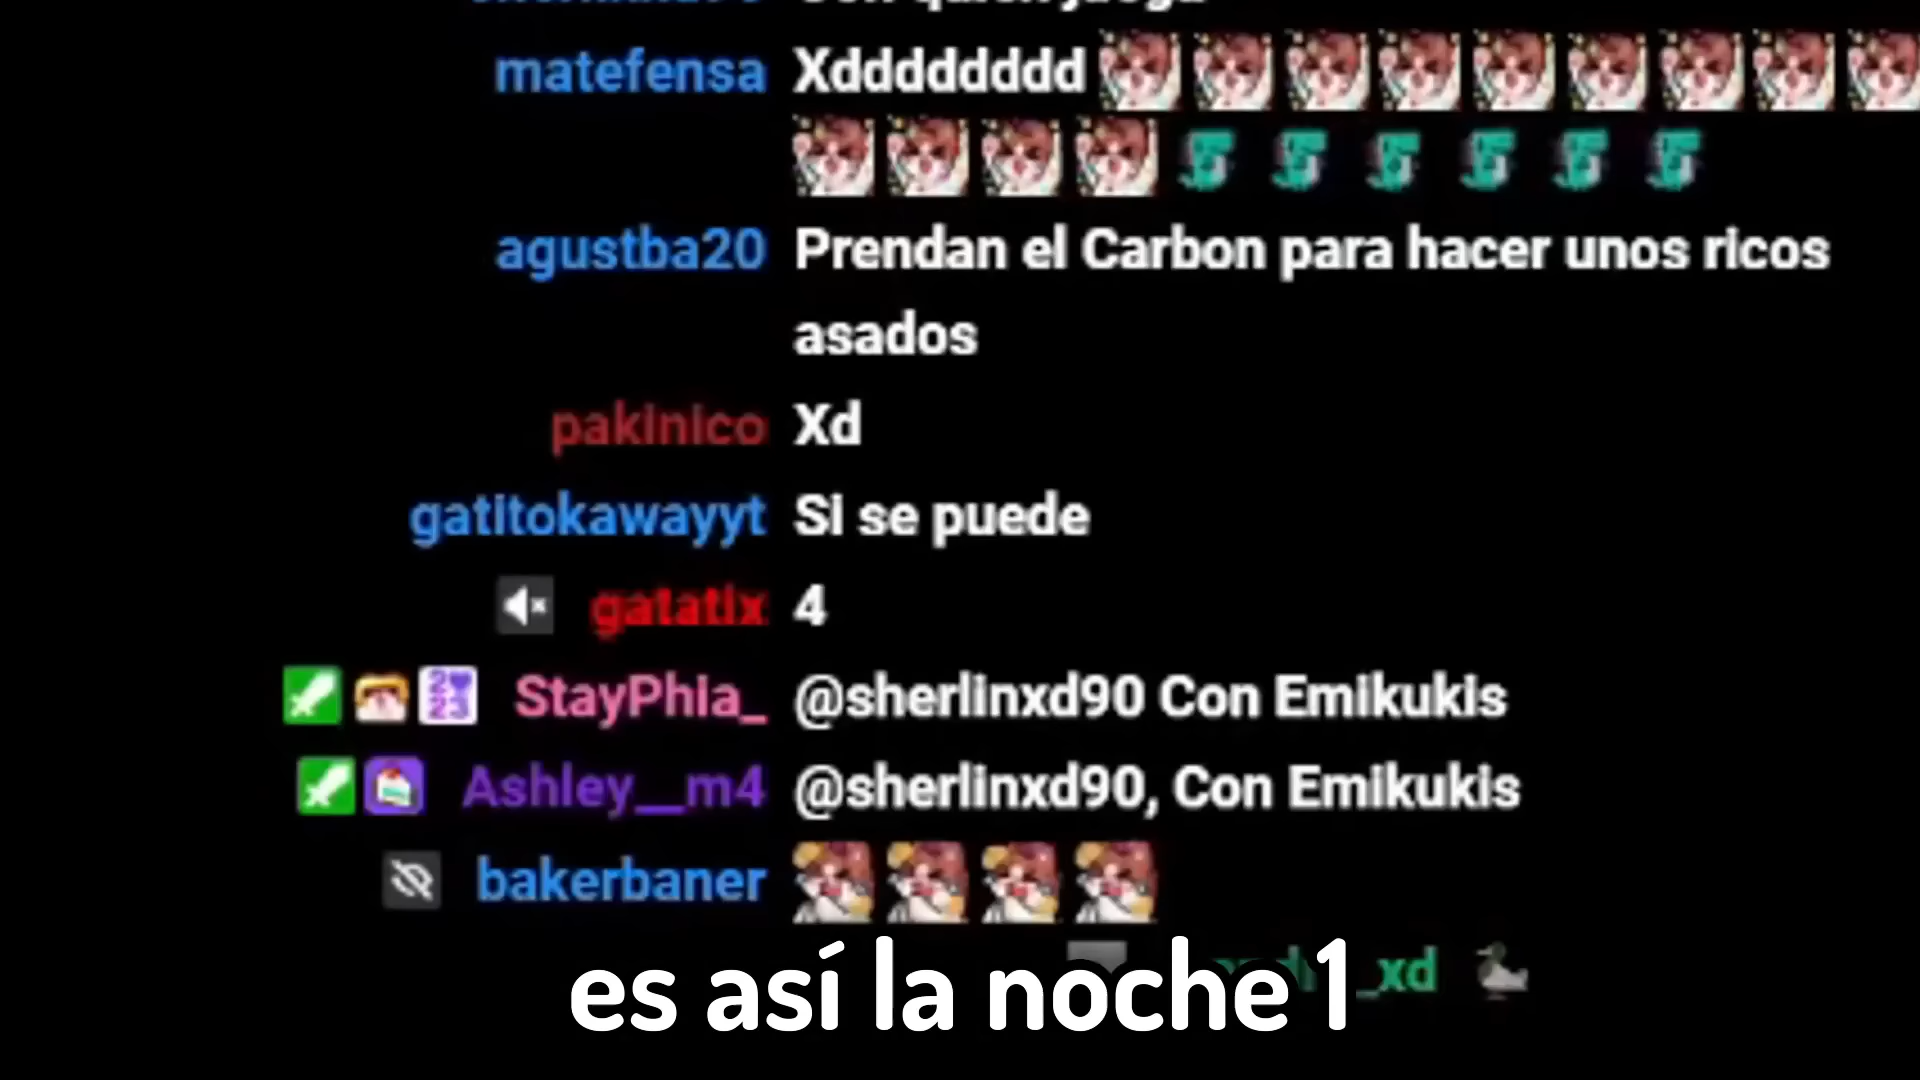 matefensa Xdddddddd
agustba20 Prendan el Carbon para hacer unos ricos
asados
pakinico Xd
gatitokawayyt Si se puede
gatatix 4
StayPhia_ @sherlinxd90 Con Emikukis
Ashley__m4 @sherlinxd90, Con Emikukis
bakerbaner
_xd
es así la noche 1